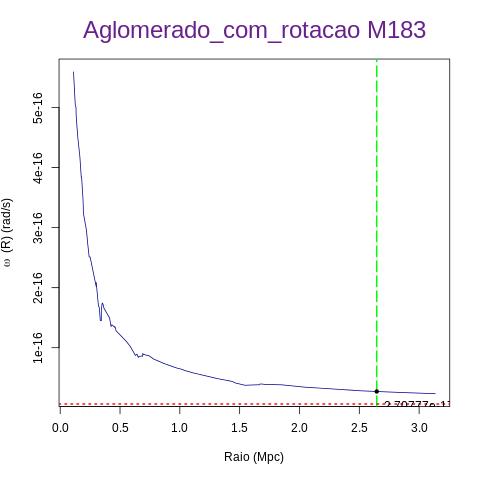 Aglomerado_com_rotacao M183
ω (R) (rad/s)
5e-16
4e-16
3e-16
2e-16
1e-16
0.0 0.5 1.0 1.5 2.0 2.5 3.0
Raio (Mpc)